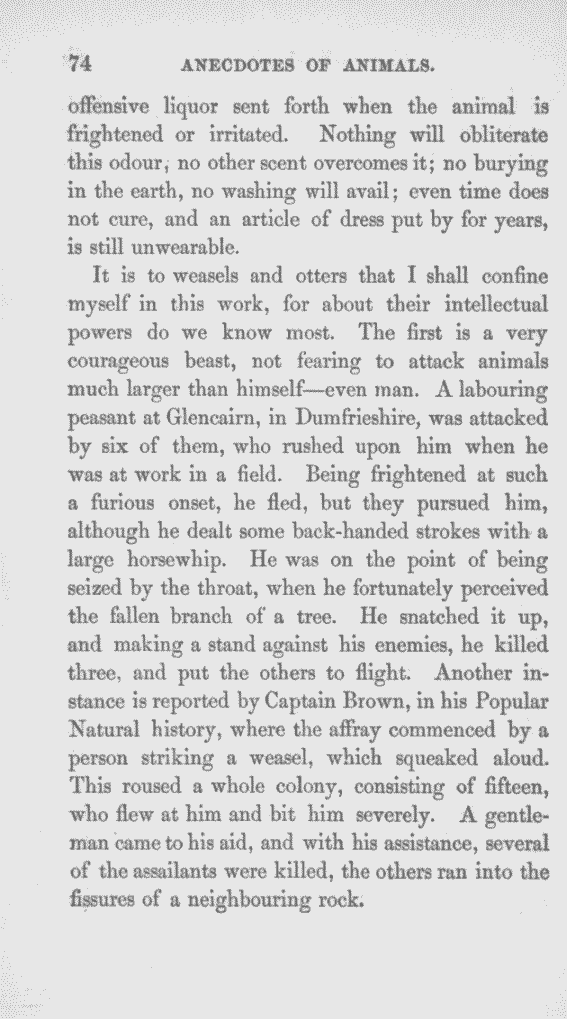 74 ANECDOTES OF ANIMALS.
offensive liquor sent forth when the animal is
frightened or irritated. Nothing will obliterate
this odour, no other scent overcomes it; no burying
in the earth, no washing will avail; even time does
not cure, and an article of dress put by for years,
is still unwearable.
It is to weasels and otters that I shall confine
myself in this work, for about their intellectual
powers do we know most. The first is a very
courageous beast, not fearing to attack animals
much larger than himself—even man. A labouring
peasant at Glencairn, in Dumfrieshire, was attacked
by six of them, who rushed upon him when he
was at work in a field. Being frightened at such
a furious onset, he fled, but they pursued him,
although he dealt some back-handed strokes with a
large horsewhip. He was on the point of being
seized by the throat, when he fortunately perceived
the fallen branch of a tree. He snatched it up,
and making a stand against his enemies, he killed
three, and put the others to flight. Another in-
stance is reported by Captain Brown, in his Popular
Natural history, where the affray commenced by a
person striking a weasel, which squeaked aloud.
This roused a whole colony, consisting of fifteen,
who flew at him and bit him severely. A gentle-
man came to his aid, and with his assistance, several
of the assailants were killed, the others ran into the
fissures of a neighbouring rock.